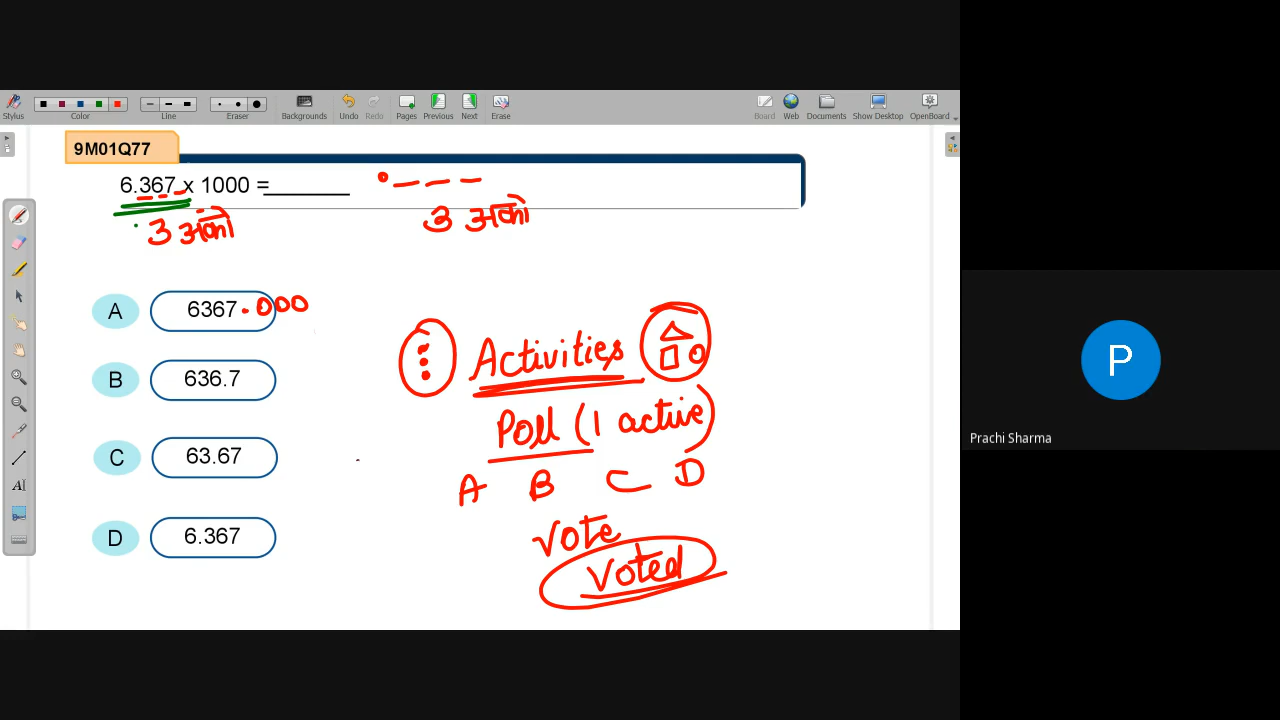 Stylus
Color
Line
Eraser
Backgrounds
Undo
Redo
Pages
Previous
Next
Erase
Board
Web
Documents
Show Desktop
OpenBoard
9M01Q77
6.367 x 1000 =_______
3 अंको
3 अंको
A 6367.000
B 636.7
C 63.67
D 6.367
Activities
Poll (1 active)
A B C D
Vote
Voted
P
Prachi Sharma